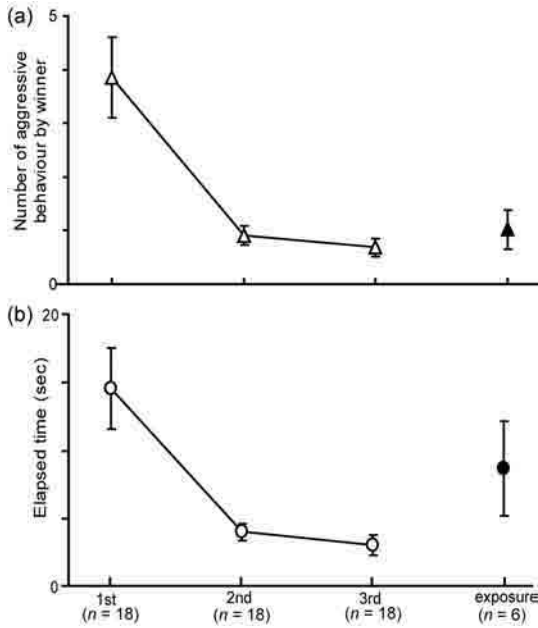 (a)
5
Number of aggressive
behaviour by winner
0
(b)
20
Elapsed time (sec)
0
1st 2nd 3rd exposure
(n = 18) (n = 18) (n = 18) (n = 6)